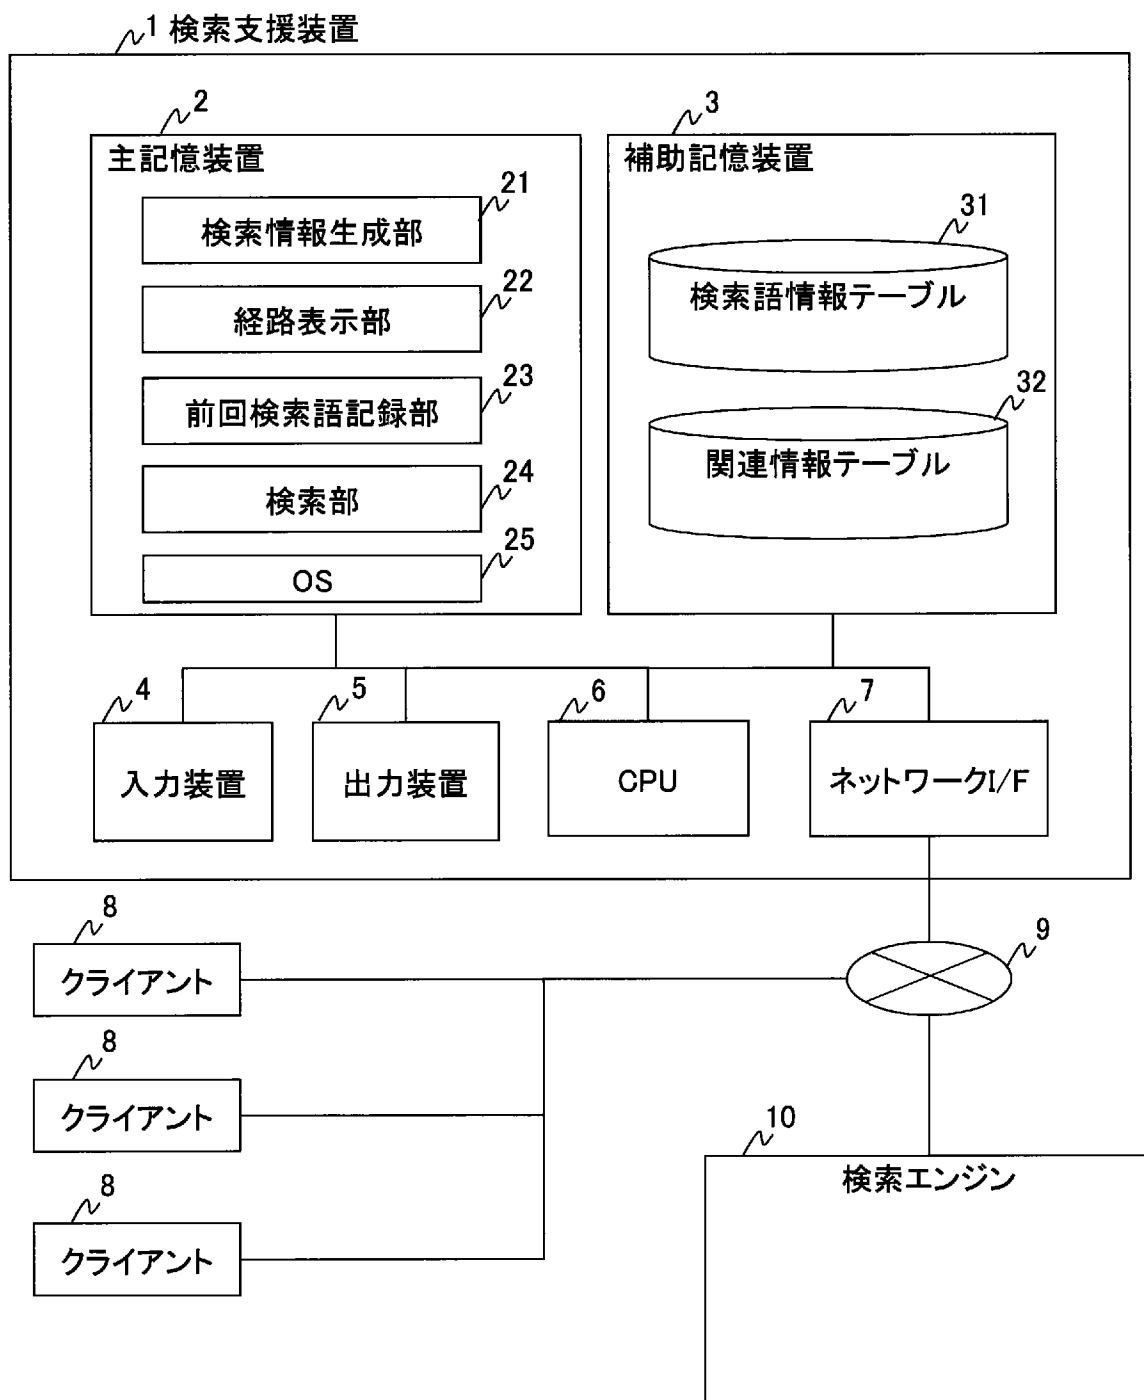 1 検索支援装置
2
主記憶装置
21
検索情報生成部
22
経路表示部
23
前回検索語記録部
24
検索部
25
OS
3
補助記憶装置
31
検索語情報テーブル
32
関連情報テーブル
4
入力装置
5
出力装置
6
CPU
7
ネットワークI/F
8
クライアント
9
8
クライアント
8
クライアント
10
検索エンジン